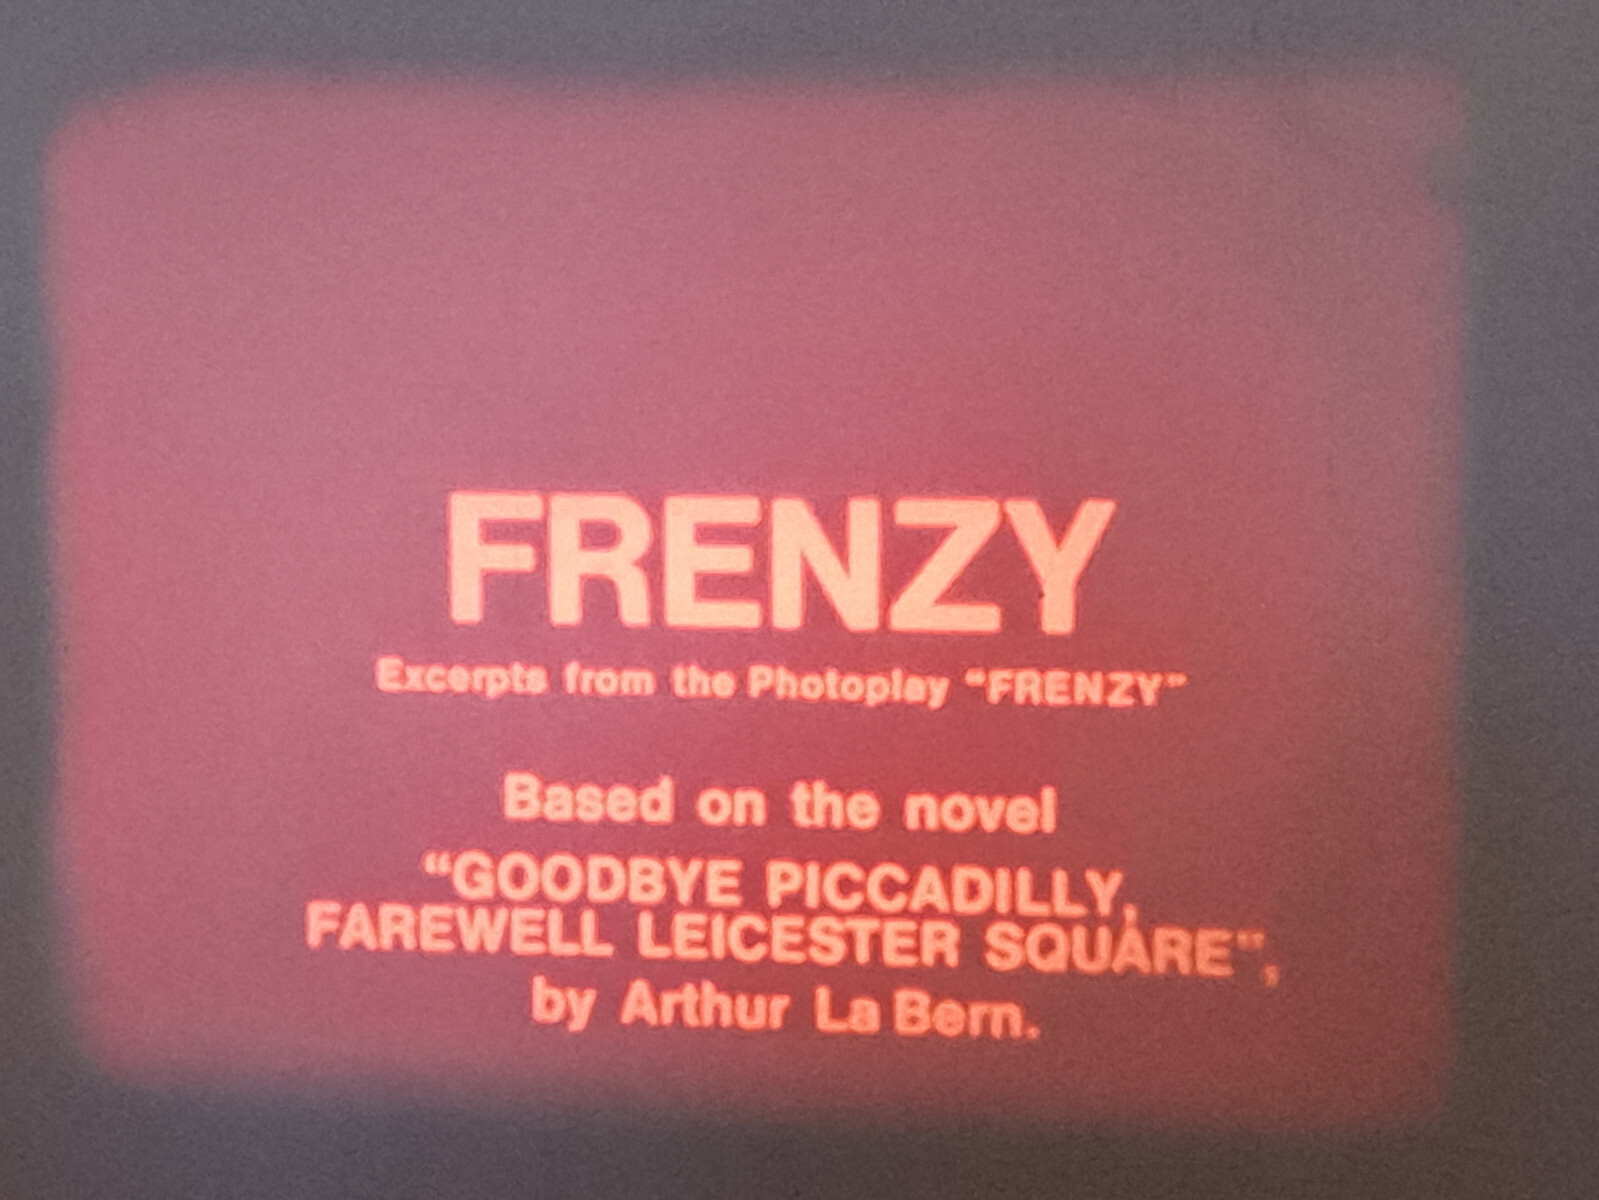 FRENZY
Excerpts from the Photoplay “FRENZY”
Based on the novel
“GOODBYE PICCADILLY,
FAREWELL LEICESTER SQUARE”,
by Arthur La Bern.